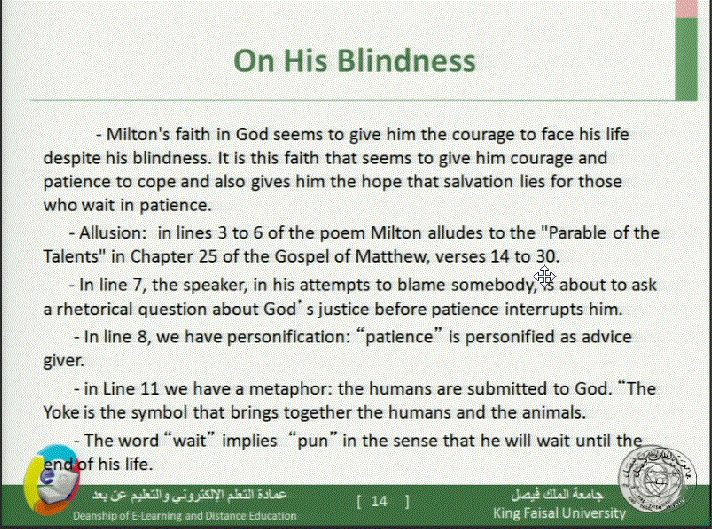 On His Blindness
- Milton's faith in God seems to give him the courage to face his life
despite his blindness. It is this faith that seems to give him courage and
patience to cope and also gives him the hope that salvation lies for those
who wait in patience.
- Allusion: in lines 3 to 6 of the poem Milton alludes to the "Parable of the
Talents" in Chapter 25 of the Gospel of Matthew, verses 14 to 30.
- In line 7, the speaker, in his attempts to blame somebody, is about to ask
a rhetorical question about God's justice before patience interrupts him.
- In line 8, we have personification: “patience” is personified as advice
giver.
- in Line 11 we have a metaphor: the humans are submitted to God. “The
Yoke is the symbol that brings together the humans and the animals.
- The word “wait” implies “pun” in the sense that he will wait until the
end of his life.
عمادة التعلم الإلكتروني والتعليم عن بعد
Deanship of E-Learning and Distance Education
[ 14 ]
جامعة الملك فيصل
King Faisal University